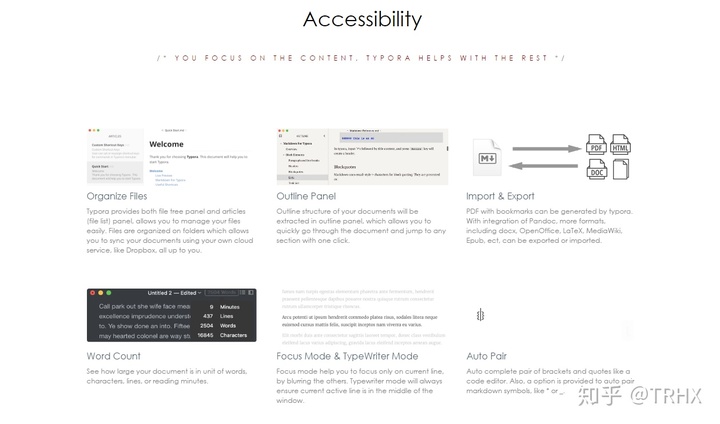 Accessibility
/* YOU FOCUS ON THE CONTENT, TYPORA HELPS WITH THE REST */
Welcome
Organize Files
Typora provides both file tree panel and articles
(file list) panel, allows you to manage your files
easily. Files are organized on folders which allows
you to sync your documents using your own cloud
service, like Dropbox, all up to you.
Blockquotes
Outline Panel
Outline structure of your documents will be
extracted in outline panel, which allows you to
quickly go through the document and jump to any
section with one click.
M
PDF
HTML
DOC
Import & Export
PDF with bookmarks can be generated by typora.
With integration of Pandoc, more formats,
including docx, OpenOffice, LaTeX, MediaWiki,
Epub, ect, can be exported or imported.
Untitled 2 — Edited
Call park out she wife face mea
excellence imprudence underst
to. Ye show done an into. Fifte
may hearted colonel are way st
9 Minutes
437 Lines
2504 Words
16845 Characters
Word Count
See how large your document is in unit of words,
characters, lines, or reading minutes.
Focus Mode & TypeWriter Mode
Focus mode help you to focus only on current line,
by blurring the others. Typewriter mode will always
ensure current active line is in the middle of the
window.
Auto Pair
Auto complete pair of brackets and quotes like a
code editor. Also, a option is provided to auto pair
markdown symbols, like * or
知乎 @TRHX